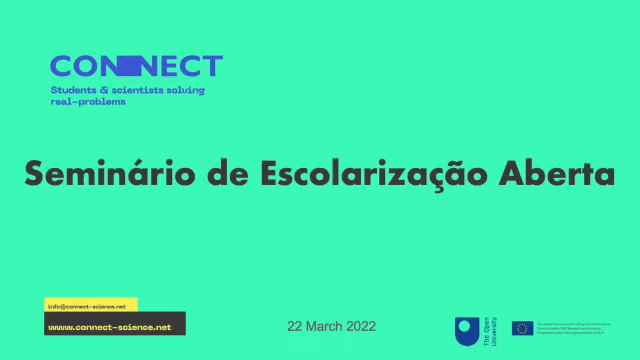 CONNECT
Students & scientists solving
real-problems
Seminário de Escolarização Aberta
info@connect-science.net
www.connect-science.net
22 March 2022
The Open
University